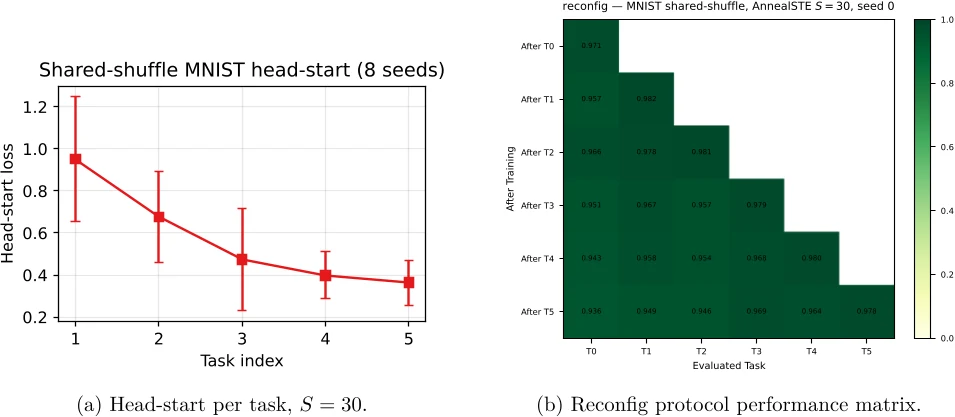 Shared-shuffle MNIST head-start (8 seeds)
Head-start loss
1.2
1.0
0.8
0.6
0.4
0.2
1 2 3 4 5
Task index
(a) Head-start per task, S = 30.
reconfig — MNIST shared-shuffle, AnnealSTE S = 30, seed 0
After Training
After T0 0.971
After T1 0.957 0.982
After T2 0.966 0.978 0.981
After T3 0.951 0.967 0.957 0.979
After T4 0.943 0.958 0.954 0.968 0.980
After T5 0.936 0.949 0.946 0.969 0.964 0.978
T0 T1 T2 T3 T4 T5
Evaluated Task
1.0
0.8
0.6
0.4
0.2
0.0
(b) Reconfig protocol performance matrix.